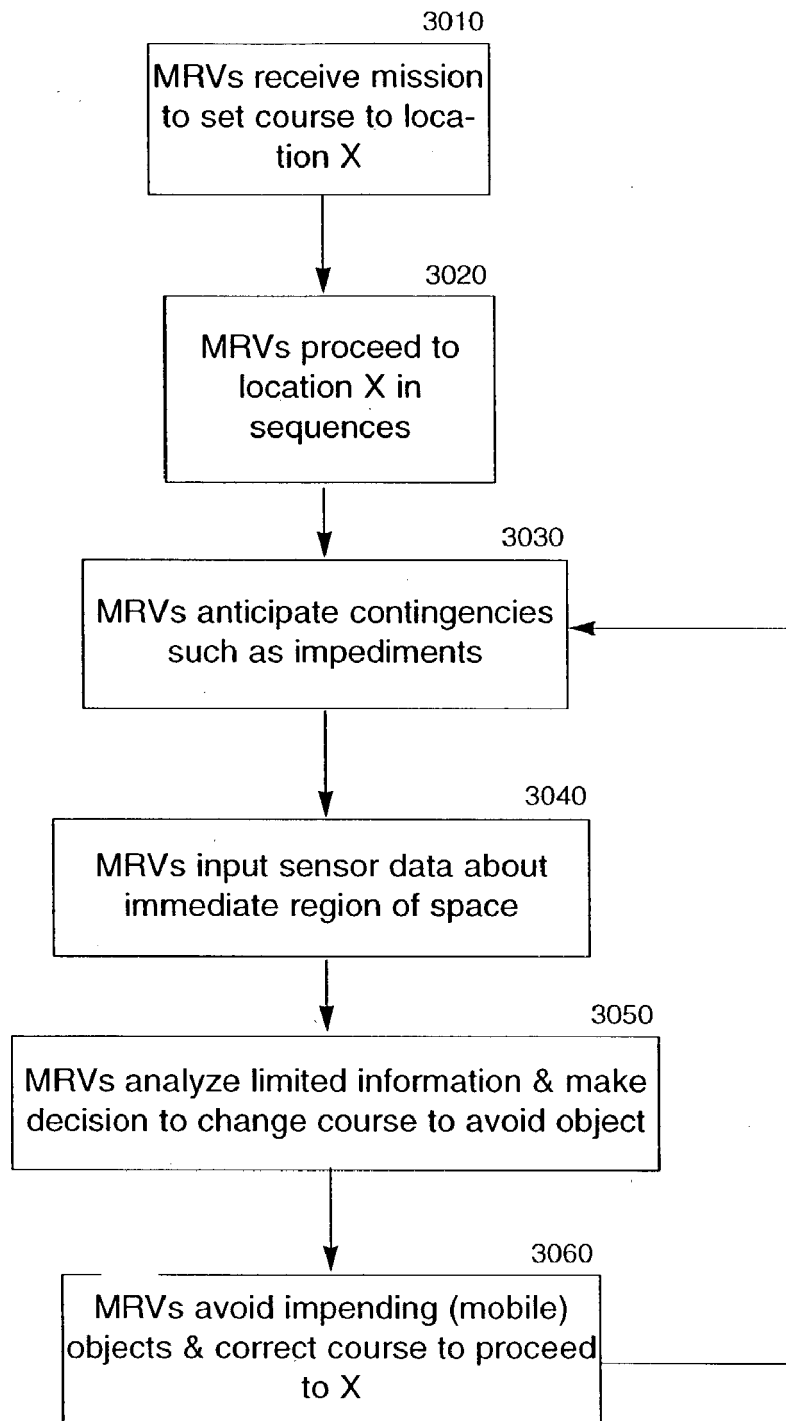 3010
MRVs receive mission
to set course to loca-
tion X
3020
MRVs proceed to
location X in
sequences
3030
MRVs anticipate contingencies
such as impediments
3040
MRVs input sensor data about
immediate region of space
3050
MRVs analyze limited information & make
decision to change course to avoid object
3060
MRVs avoid impending (mobile)
objects & correct course to proceed
to X